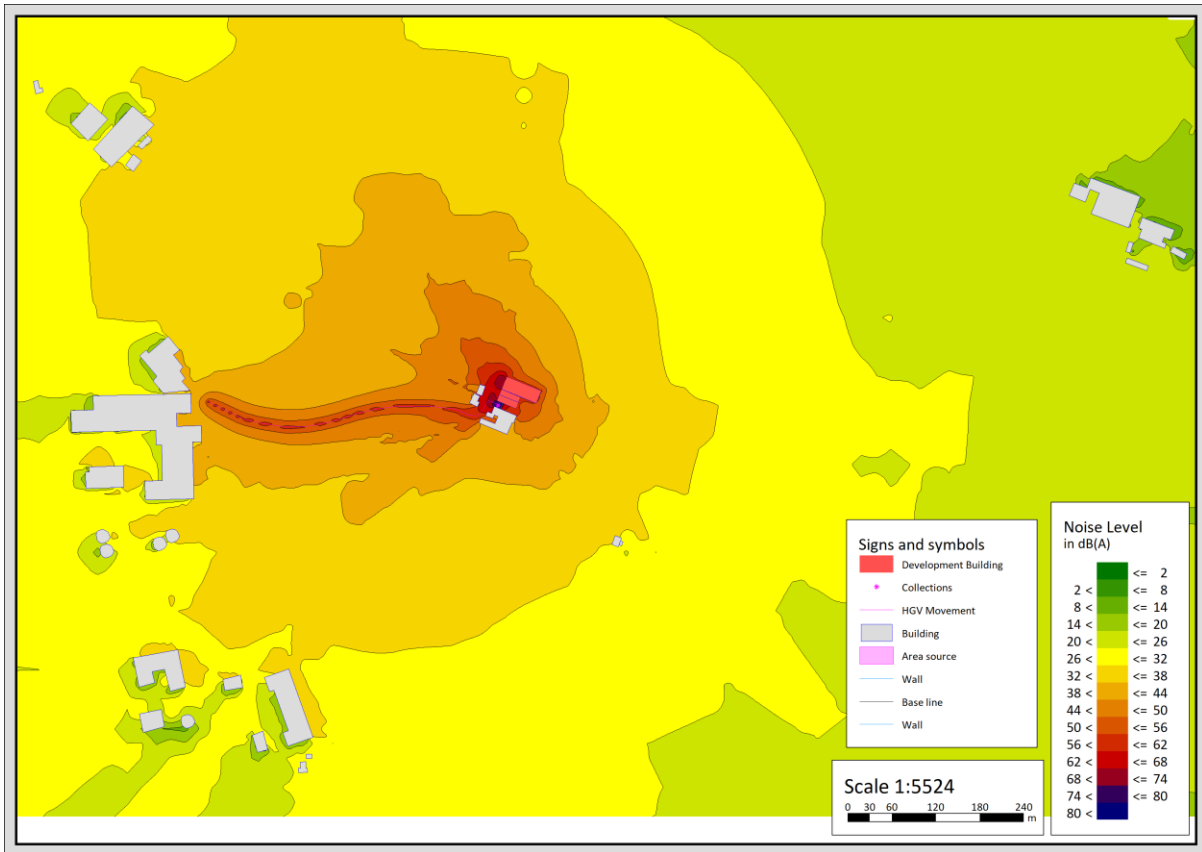 Signs and symbols
Development Building
Collections
HGV Movement
Building
Area source
Wall
Base line
Wall
Noise Level
in dB(A)
<= 2
2 < <= 8
8 < <= 14
14 < <= 20
20 < <= 26
26 < <= 32
32 < <= 38
38 < <= 44
44 < <= 50
50 < <= 56
56 < <= 62
62 < <= 68
68 < <= 74
74 < <= 80
80 <
Scale 1:5524
0 30 60 120 180 240
m